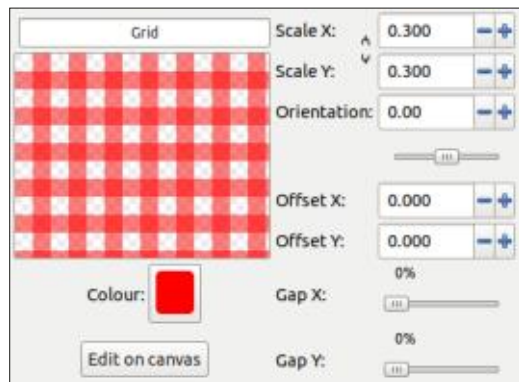 Grid
Scale X: 0.300
Scale Y: 0.300
Orientation: 0.00
Offset X: 0.000
Offset Y: 0.000
Colour:
Gap X: 0%
Edit on canvas
Gap Y: 0%